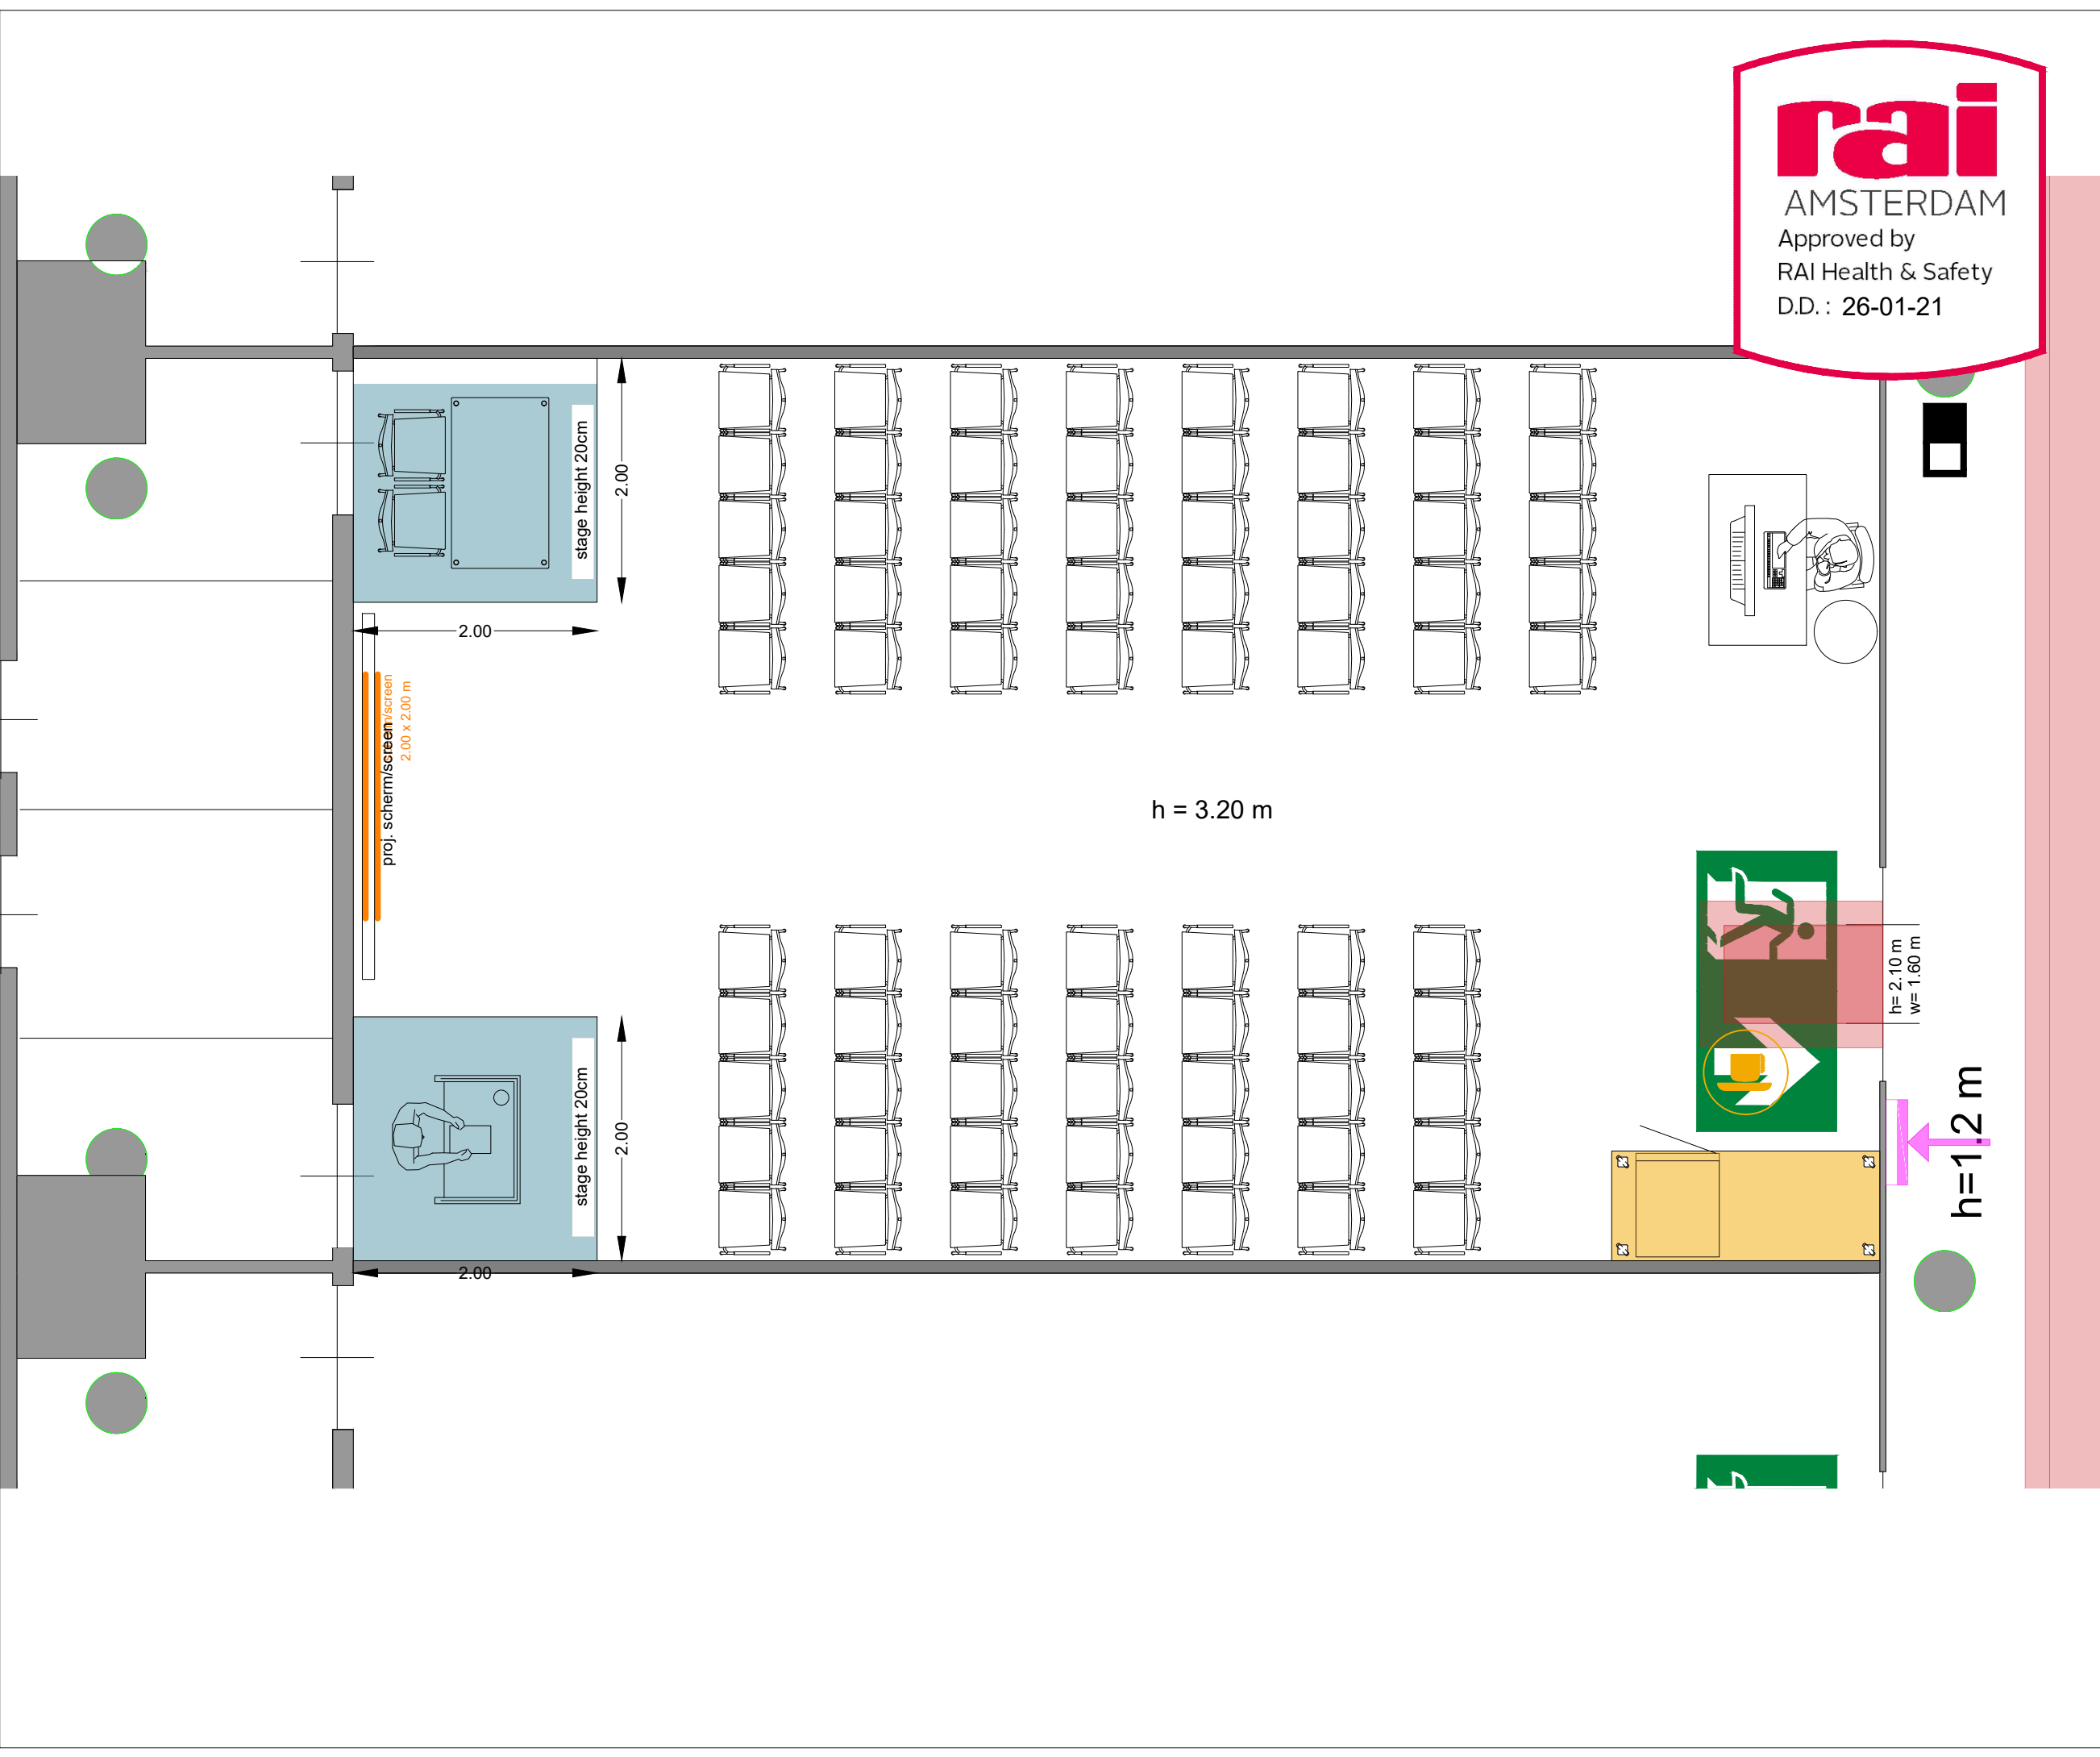 rai
AMSTERDAM
Approved by
RAI Health & Safety
D.D. : 26-01-21
stage height 20cm
2.00
2.00
proj. scherm/screen
/screen
2.00 x 2.00 m
h = 3.20 m
h= 2.10 m
w= 1.60 m
h=1.2 m
stage height 20cm
2.00
2.00